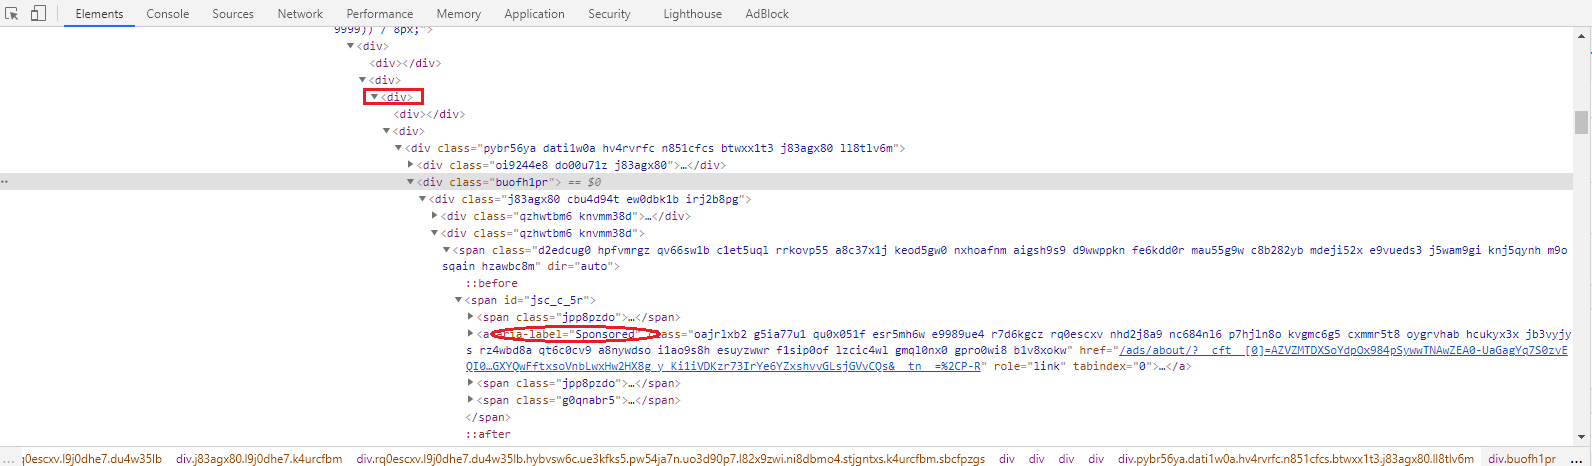 Elements Console Sources Network Performance Memory Application Security Lighthouse AdBlock
9999)) / 8px;">
<div>
<div></div>
<div>
<div>
<div></div>
<div>
<div class="pybr56ya dati1w0a hv4rvrfc n851cfcs btwxx1t3 j83agx80 ll8tlv6m">
<div class="oi9244e8 do00u71z j83agx80">…</div>
<div class="buofh1pr"> == $0
<div class="j83agx80 cbu4d94t ew0dbk1b irj2b8pg">
<div class="qzhwtbm6 knvmm38d">…</div>
<div class="qzhwtbm6 knvmm38d">
<span class="d2edcug0 hpfvmrgz qv66sw1b c1et5uql rrkovp55 a8c37x1j keod5gw0 nxhoafnm aigsh9s9 d9wwppkn fe6kdd0r mau55g9w c8b282yb mdeji52x e9vueds3 j5wam9gi knj5qynh m9o
sqain hzawbc8m" dir="auto">
::before
<span id="jsc_c_5r">
<span class="jpp8pzdo">…</span>
<a aria-label="Sponsored" class="oajrlxb2 g5ia77u1 qu0x051f esr5mh6w e9989ue4 r7d6kgcz rq0escxv nhd2j8a9 nc684nl6 p7hjln8o kvgmc6g5 cxmmr5t8 oygrvhab hcukyx3x jb3vyjy
s rz4wbd8a qt6c0cv9 a8nywdso i1ao9s8h esuyzwwr f1sip0of lzcic4wl gmql0nx0 gpro0wi8 b1v8xokw" href="/ads/about/?__cft__[0]=AZVZMTDXSoYdpOx984pSywwTNAwZEA0-UaGagYq7S0zvE
QI0…GXYQwFftxsoVnbLwxHw2HX8g_y_Ki1iVDKzr73IrYe6YZxshvvGLsjGVvCQs&__tn__=%2CP-R" role="link" tabindex="0">…</a>
<span class="jpp8pzdo">…</span>
<span class="g0qnabr5">…</span>
</span>
::after
… q0escxv.l9j0dhe7.du4w35lb div.j83agx80.l9j0dhe7.k4urcfbm div.rq0escxv.l9j0dhe7.du4w35lb.hybvsw6c.ue3kfks5.pw54ja7n.uo3d90p7.l82x9zwi.ni8dbmo4.stjgntxs.k4urcfbm.sbcfpzgs div div div div div.pybr56ya.dati1w0a.hv4rvrfc.n851cfcs.btwxx1t3.j83agx80.ll8tlv6m div.buofh1pr …